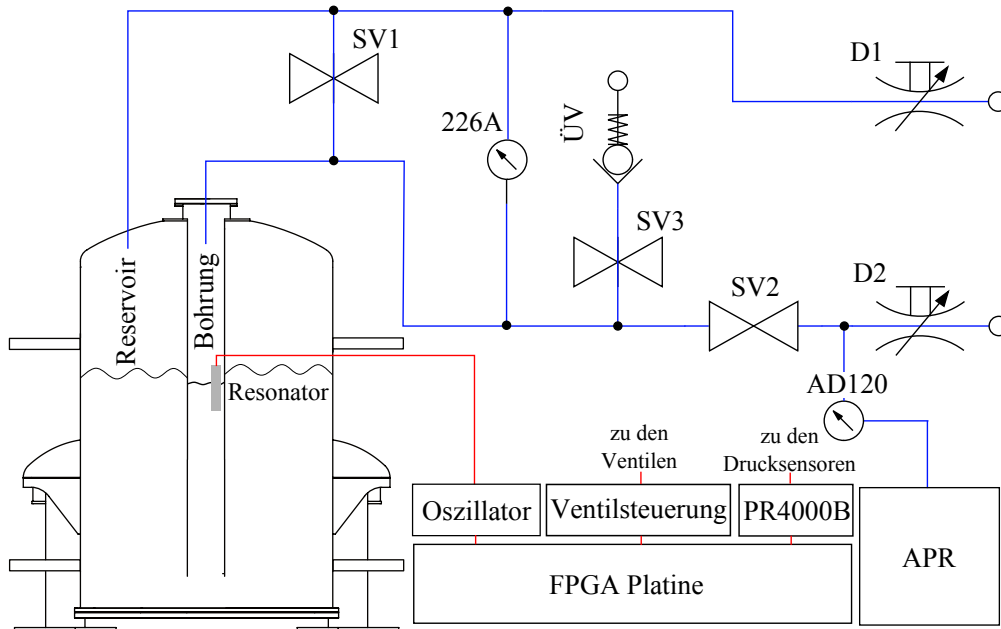 SV1
D1
226A
ÜV
SV3
Reservoir
Bohrung
SV2
D2
Resonator
AD120
zu den
Ventilen
zu den
Drucksensoren
Oszillator
Ventilsteuerung
PR4000B
APR
FPGA Platine